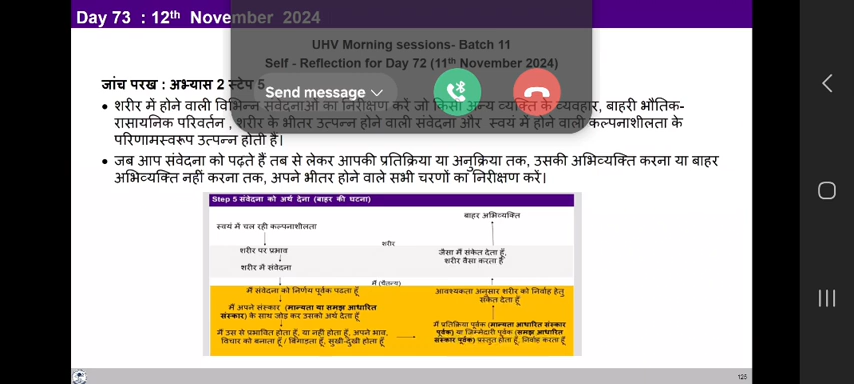 Day 73 : 12th November 2024
UHV Morning sessions- Batch 11
Self - Reflection for Day 72 (11th November 2024)
Send message
जांच परख : अभ्यास 2 स्टेप 5
• शरीर में होने वाली विभिन्न संवेदनाओं का निरीक्षण करें जो किसी अन्य व्यक्ति के व्यवहार, बाहरी भौतिक-
रासायनिक परिवर्तन , शरीर के भीतर उत्पन्न होने वाली संवेदना और स्वयं में होने वाली कल्पनाशीलता के
परिणामस्वरूप उत्पन्न होती हैं।
• जब आप संवेदना को पढ़ते हैं तब से लेकर आपकी प्रतिक्रिया या अनुक्रिया तक, उसकी अभिव्यक्ति करना या बाहर
अभिव्यक्ति नहीं करना तक, अपने भीतर होने वाले सभी चरणों का निरीक्षण करें।
Step 5 संवेदना को अर्थ देना (बाहर की घटना)
स्वयं में चल रही कल्पनाशीलता
शरीर पर प्रभाव
शरीर में संवेदना
मैं संवेदना को निर्णय पूर्वक पढता हूँ
मैं अपने संस्कार (मान्यता या समझ आधारित
संस्कार) के साथ जोड़ कर उसको अर्थ देता हूँ
मैं उस से प्रभावित होता हूँ, या नहीं होता हूँ, अपने भाव,
विचार को बनाता हूँ / बिगाड़ता हूँ, सुखी-दुखी होता हूँ
शरीर
मैं (चैतन्य)
बाहर अभिव्यक्ति
जैसा मैं संकेत देता हूँ,
शरीर वैसा करता है
आवश्यकता अनुसार शरीर को निर्वाह हेतु
संकेत देता हूँ
मैं प्रतिक्रिया पूर्वक (मान्यता आधारित संस्कार
पूर्वक) या जिम्मेदारी पूर्वक (समझ आधारित
संस्कार पूर्वक) प्रस्तुत होता हूँ, निर्वाह करता हूँ
125